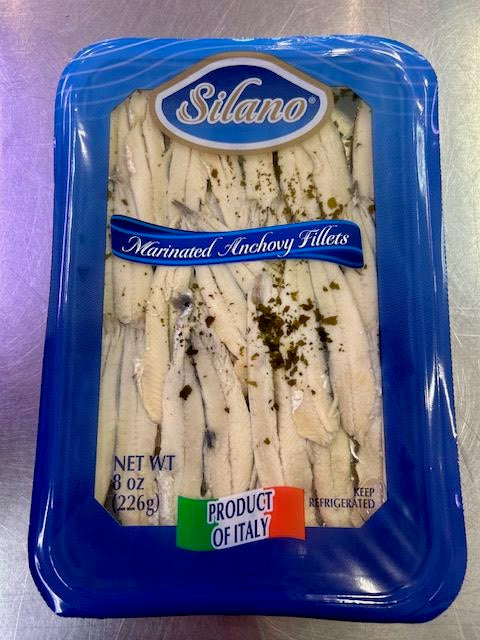 Silano®
Marinated Anchovy Fillets
NET WT
8 oz
(226g)
KEEP
REFRIGERATED
PRODUCT
OF ITALY